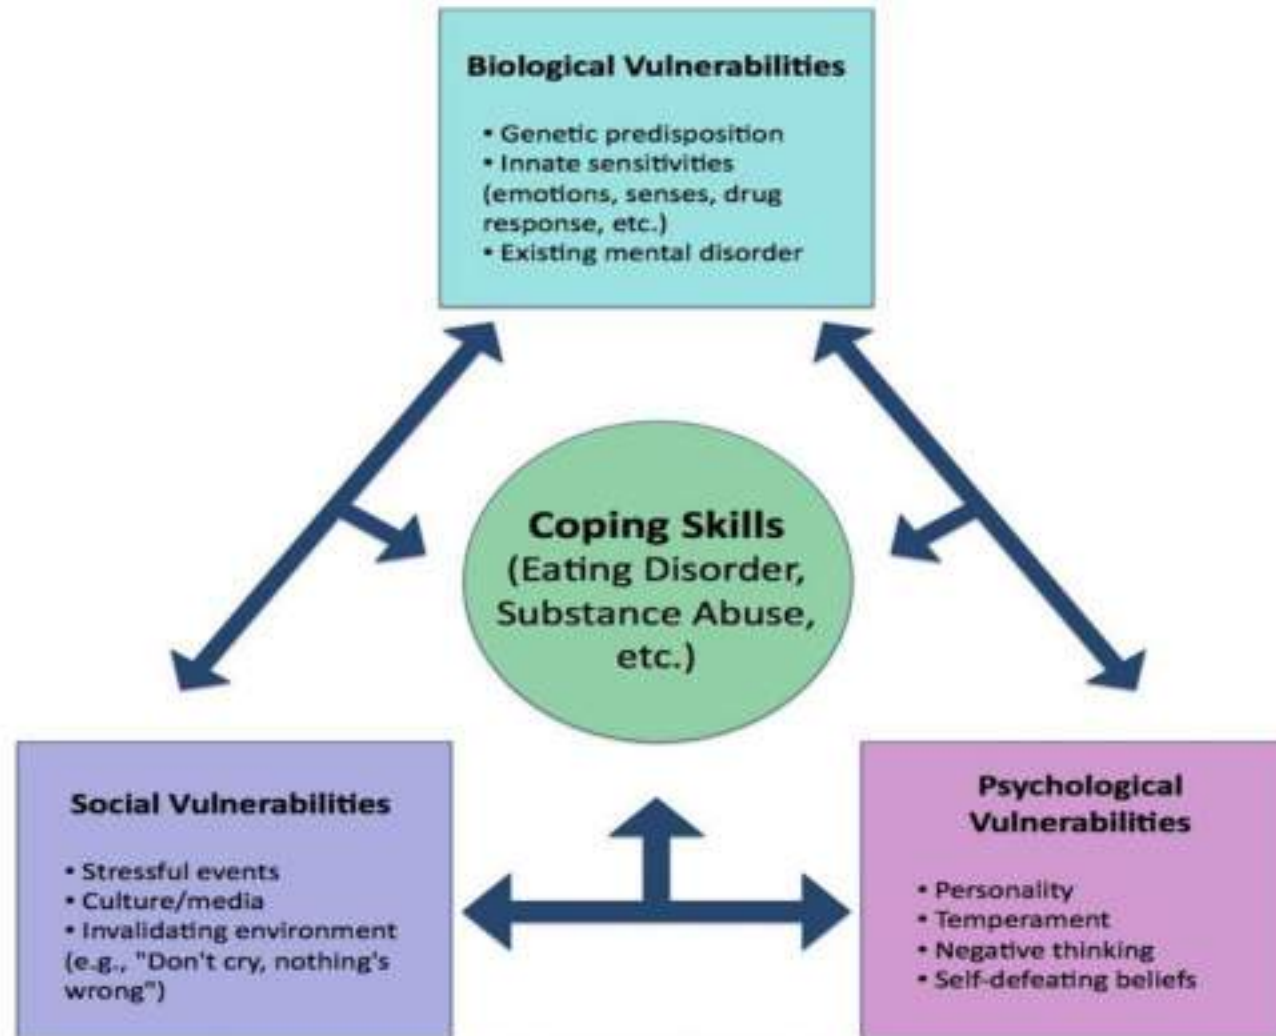 Biological Vulnerabilities
• Genetic predisposition
• Innate sensitivities
(emotions, senses, drug
response, etc.)
• Existing mental disorder
Coping Skills
(Eating Disorder,
Substance Abuse,
etc.)
Social Vulnerabilities
• Stressful events
• Culture/media
• Invalidating environment
(e.g., "Don't cry, nothing's
wrong")
Psychological
Vulnerabilities
• Personality
• Temperament
• Negative thinking
• Self-defeating beliefs